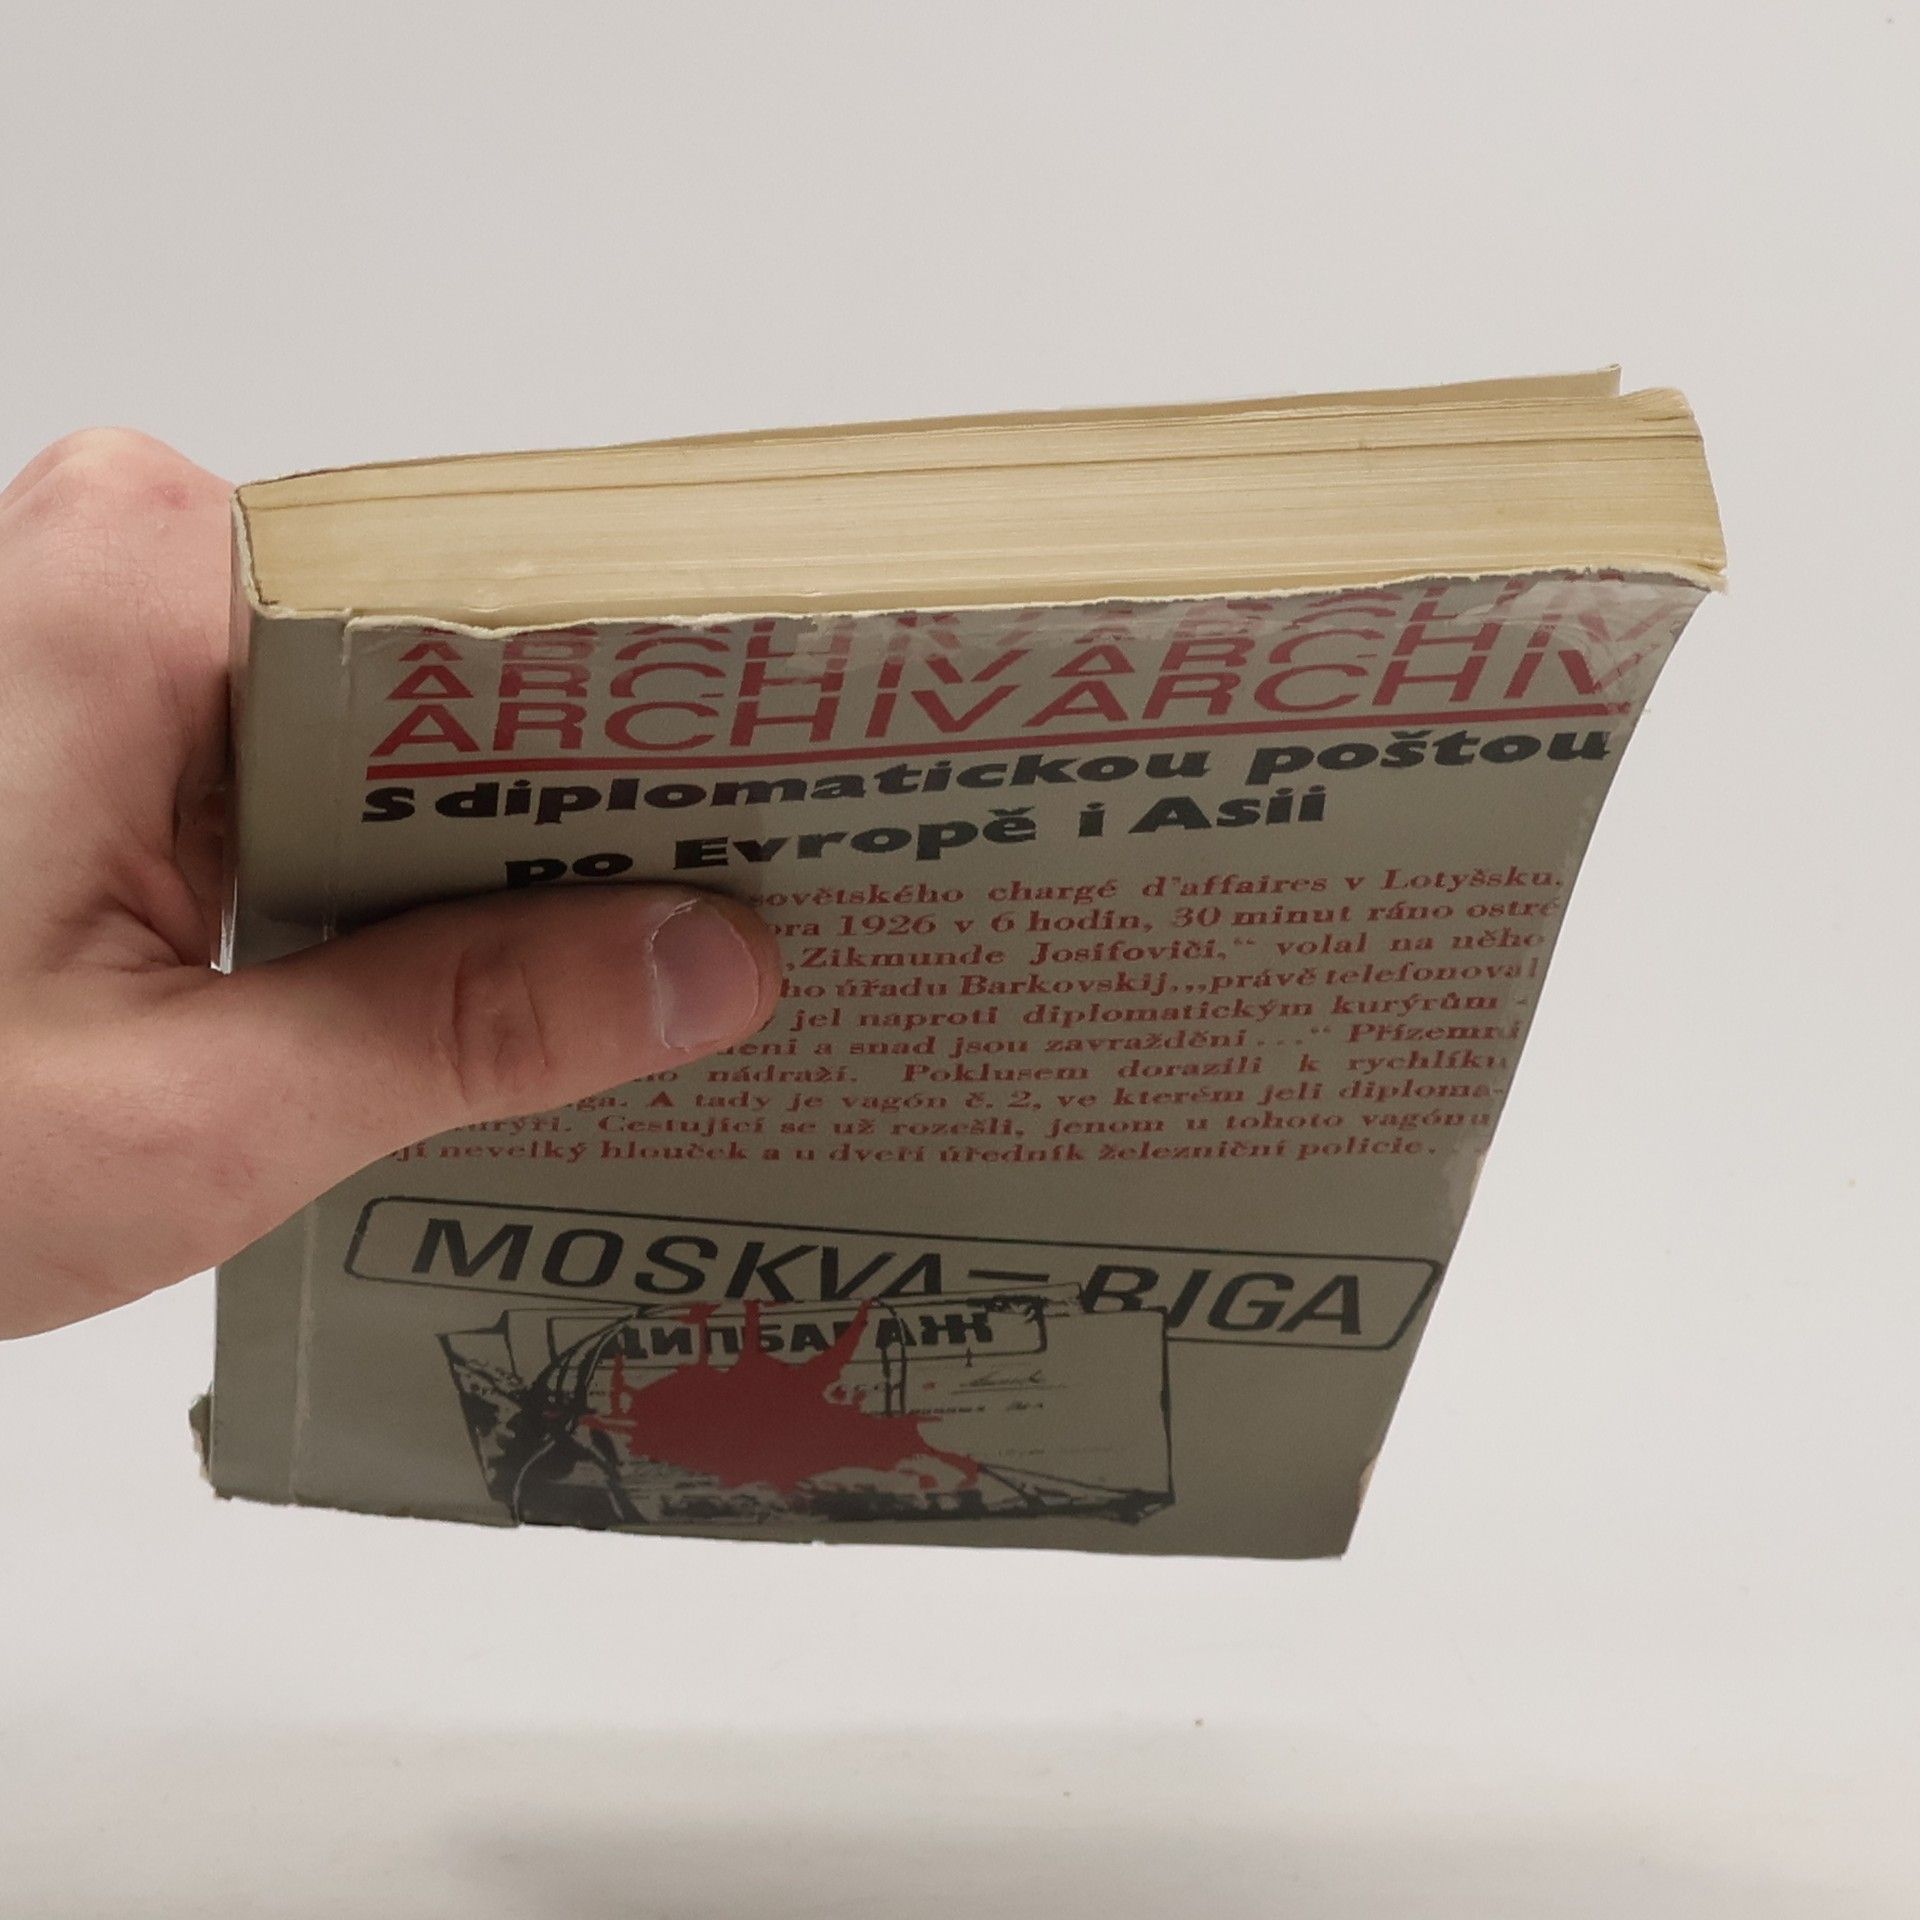 ARCHIVARCHIV
ARCHIVARCHIV
ARCHIVARCHIV
s diplomatickou poštou
po Evropě i Asii
sovětského chargé d'affaires v Lotyšsku.
1926 v 6 hodin, 30 minut ráno ostré
„Zikmunde Josifoviči,“ volal na něho
úřadu Barkovskij, „právě telefonoval
jel naproti diplomatickým kurýrům -
a snad jsou zavražděni...“ Přízemní
nádraží. Poklusem dorazili k rychlíku
A tady je vagón č. 2, ve kterém jeli diploma-
Cestující se už rozešli, jenom u tohoto vagónu
nevelký hlouček a u dveří úředník železniční policie.
MOSKVA—RIGA
ДИПБАГАЖ